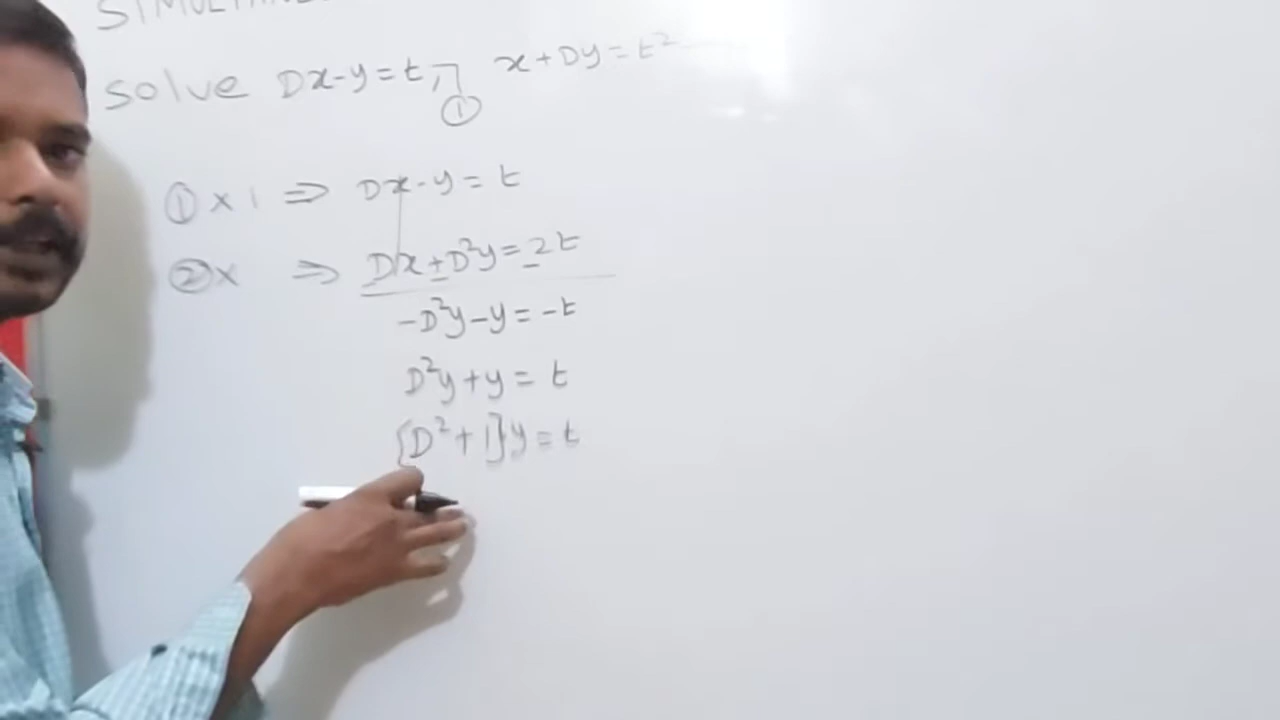 Solve Dx-y=t, ① x+Dy=t²
① x 1 ⇒ Dx-y=t
② x ⇒ Dx+D²y=2t
-D²y-y=-t
D²y+y=t
{D²+1}y=t